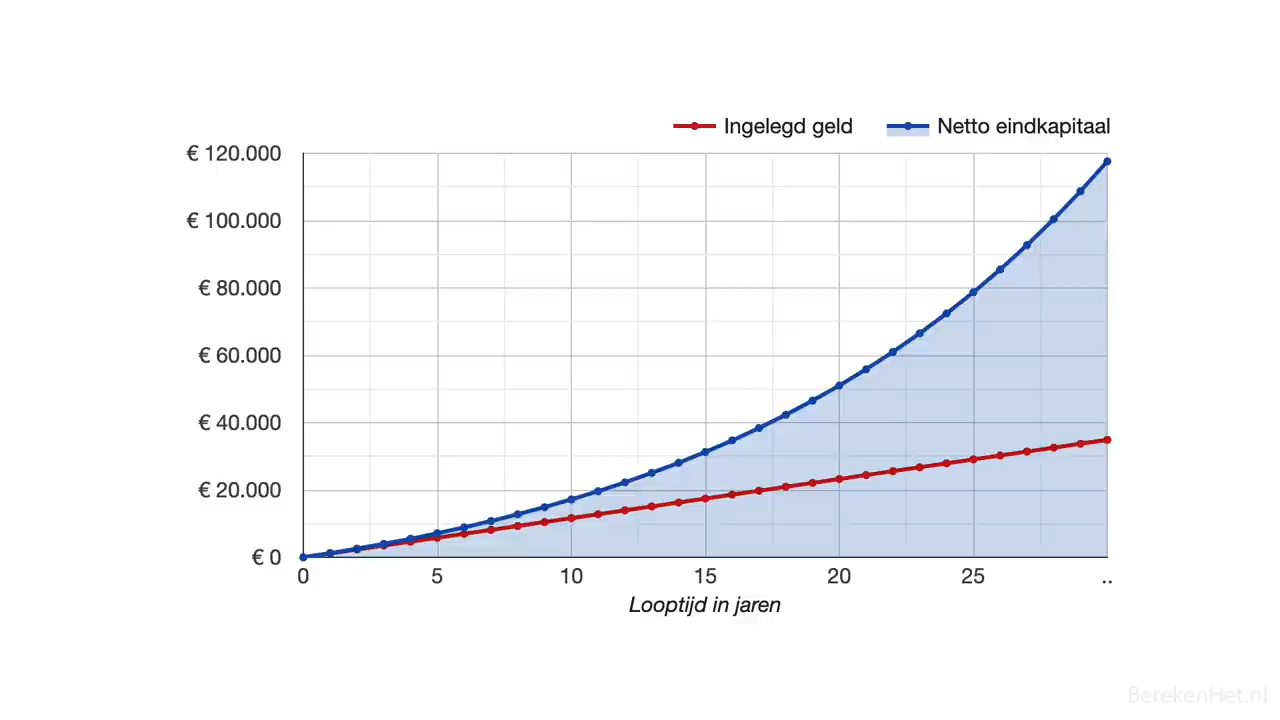 Ingelegd geld
Netto eindkapitaal
€ 120.000
€ 100.000
€ 80.000
€ 60.000
€ 40.000
€ 20.000
€ 0
0 5 10 15 20 25 ..
Looptijd in jaren
BerekenHet.nl